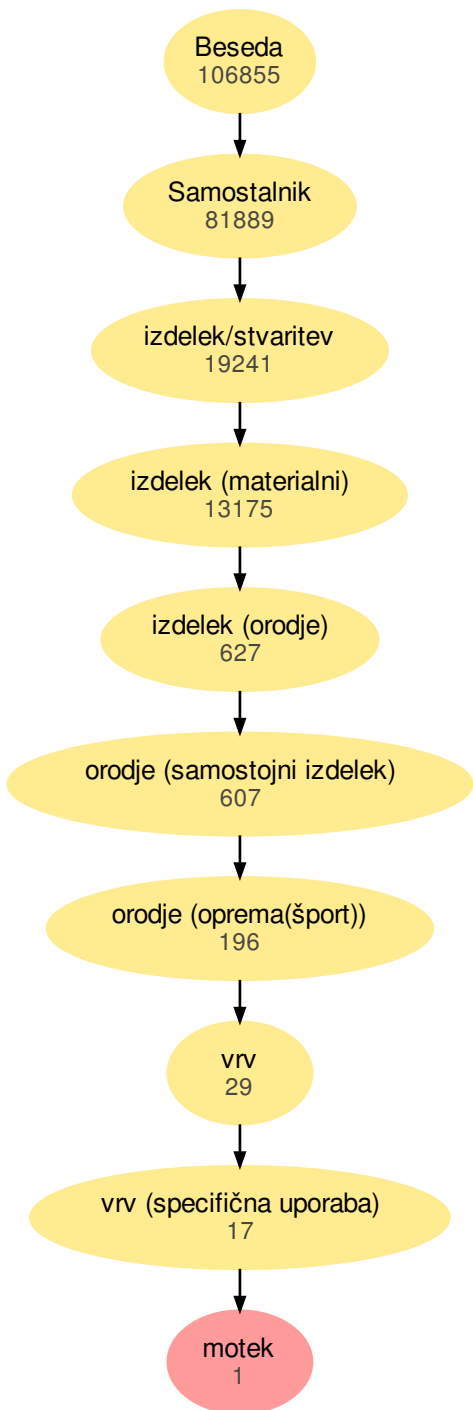 Beseda
106855
Samostalnik
81889
izdelek/stvaritev
19241
izdelek (materialni)
13175
izdelek (orodje)
627
orodje (samostojni izdelek)
607
orodje (oprema(šport))
196
vrv
29
vrv (specifična uporaba)
17
motek
1